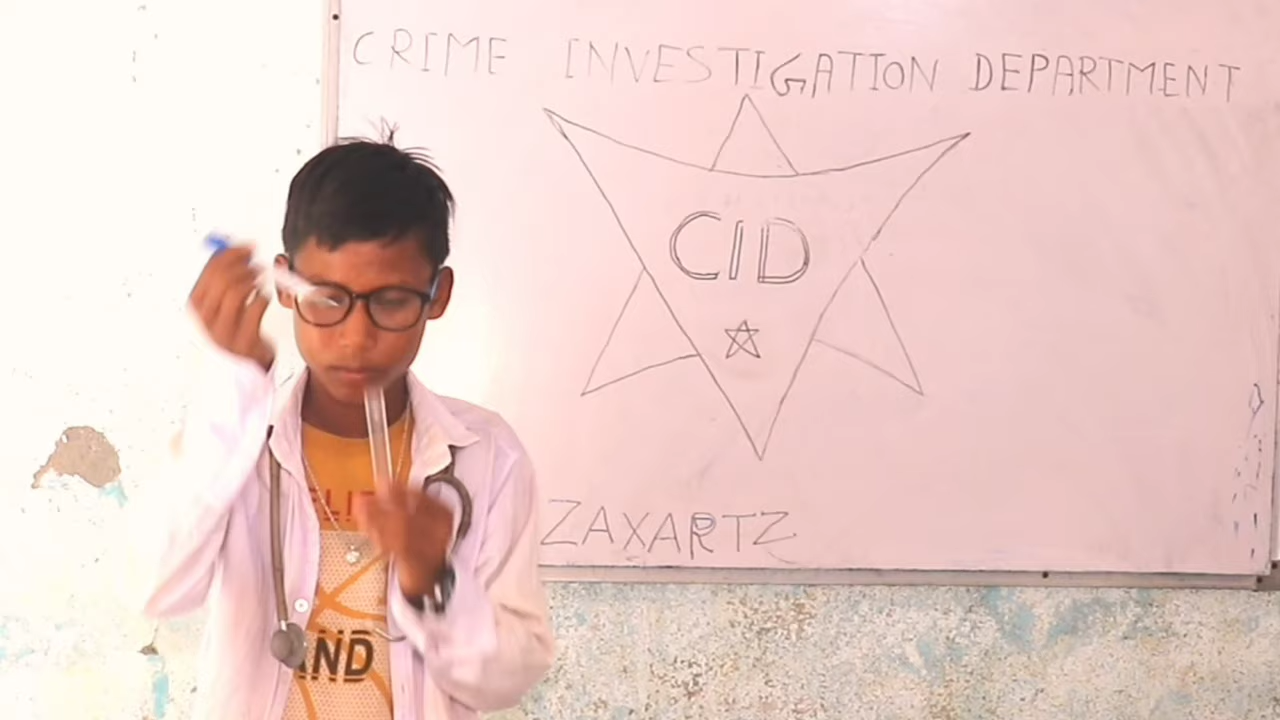 CRIME INVESTIGATION DEPARTMENT
CID
ZAXARTZ
AND